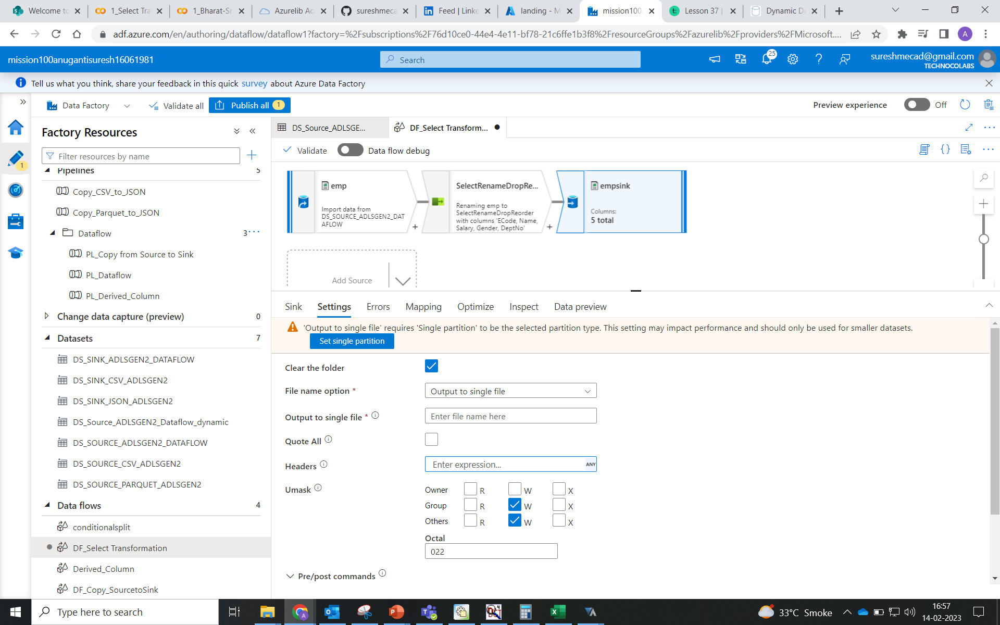 Welcome to
1_Select Tra
1_Bharat-Sr
Azurelib Aca
sureshmeca
Feed | Linke
landing - M
mission100
Lesson 37 |
Dynamic Da
adf.azure.com/en/authoring/dataflow/dataflow1?factory=%2Fsubscriptions%2F76d10ce0-44e4-4e11-bf78-21c6ffe1b3f8%2FresourceGroups%2Fazurelib%2Fproviders%2FMicrosoft....
A
mission100anugantisuresh16061981
Search
25
sureshmecad@gmail.com
TECHNOCOLABS
Tell us what you think, share your feedback in this quick survey about Azure Data Factory
Data Factory
Validate all
Publish all 1
Preview experience
Off
Factory Resources
Filter resources by name
1
Pipelines 5
Copy_CSV_to_JSON
Copy_Parquet_to_JSON
Dataflow 3
PL_Copy from Source to Sink
PL_Dataflow
PL_Derived_Column
Change data capture (preview) 0
Datasets 7
DS_SINK_ADLSGEN2_DATAFLOW
DS_SINK_CSV_ADLSGEN2
DS_SINK_JSON_ADLSGEN2
DS_Source_ADLSGEN2_Dataflow_dynamic
DS_SOURCE_ADLSGEN2_DATAFLOW
DS_SOURCE_CSV_ADLSGEN2
DS_SOURCE_PARQUET_ADLSGEN2
Data flows 4
conditionalsplit
DF_Select Transformation
Derived_Column
DF_Copy_SourcetoSink
DS_Source_ADLSGE...
DF_Select Transform...
Validate
Data flow debug
emp
Import data from
DS_SOURCE_ADLSGEN2_DAT
AFLOW
+
SelectRenameDropRe...
Renaming emp to
SelectRenameDropReorder
with columns 'ECode, Name,
Salary, Gender, DeptNo'
+
empsink
Columns:
5 total
Add Source
Sink
Settings
Errors
Mapping
Optimize
Inspect
Data preview
'Output to single file' requires 'Single partition' to be the selected partition type. This setting may impact performance and should only be used for smaller datasets.
Set single partition
Clear the folder
File name option *
Output to single file
Output to single file *
Enter file name here
Quote All
Headers
Enter expression...
ANY
Umask
Owner R W X
Group R W X
Others R W X
Octal
022
Pre/post commands
Type here to search
33°C Smoke
16:57
14-02-2023